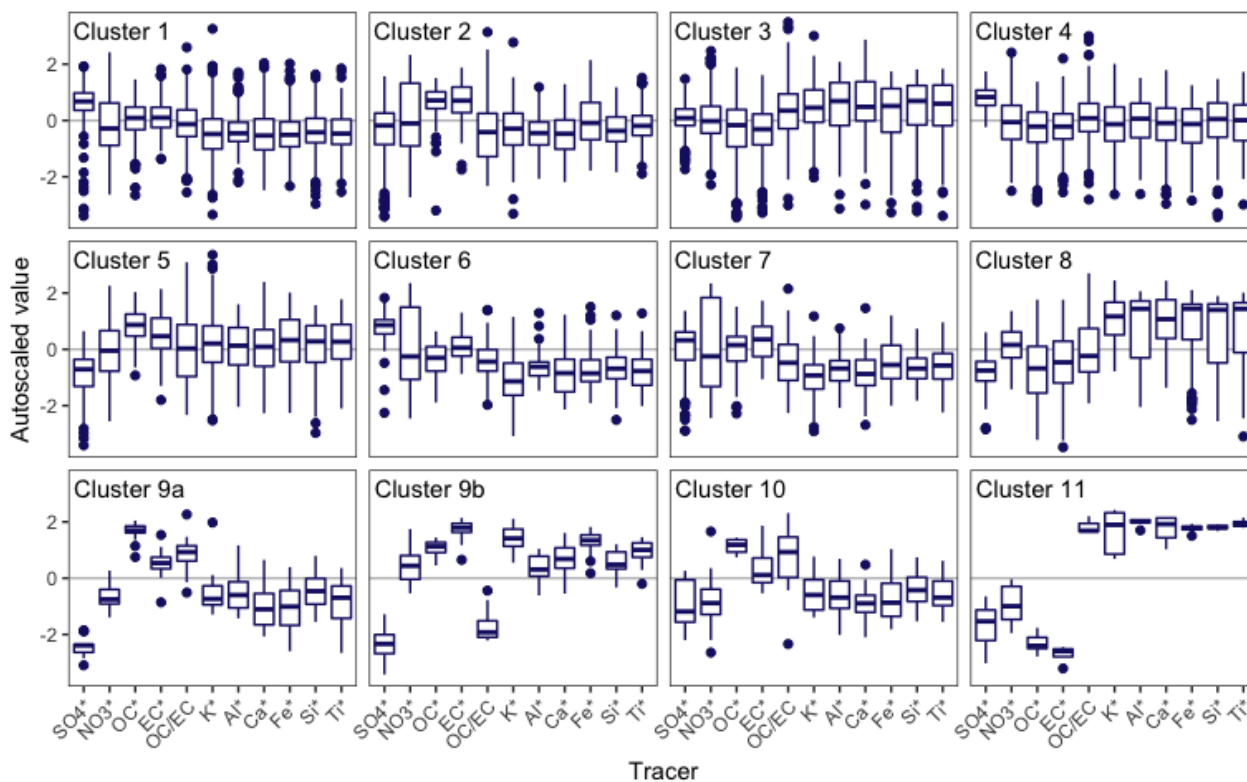 Cluster 1
Cluster 2
Cluster 3
Cluster 4
2
0
-2
Cluster 5
Cluster 6
Cluster 7
Cluster 8
2
0
-2
Cluster 9a
Cluster 9b
Cluster 10
Cluster 11
2
0
-2
Autoscaled value
SO4* NO3* OC* EC* OC/EC K* Al* Ca* Fe* Si* Ti*
SO4* NO3* OC* EC* OC/EC K* Al* Ca* Fe* Si* Ti*
SO4* NO3* OC* EC* OC/EC K* Al* Ca* Fe* Si* Ti*
SO4* NO3* OC* EC* OC/EC K* Al* Ca* Fe* Si* Ti*
Tracer